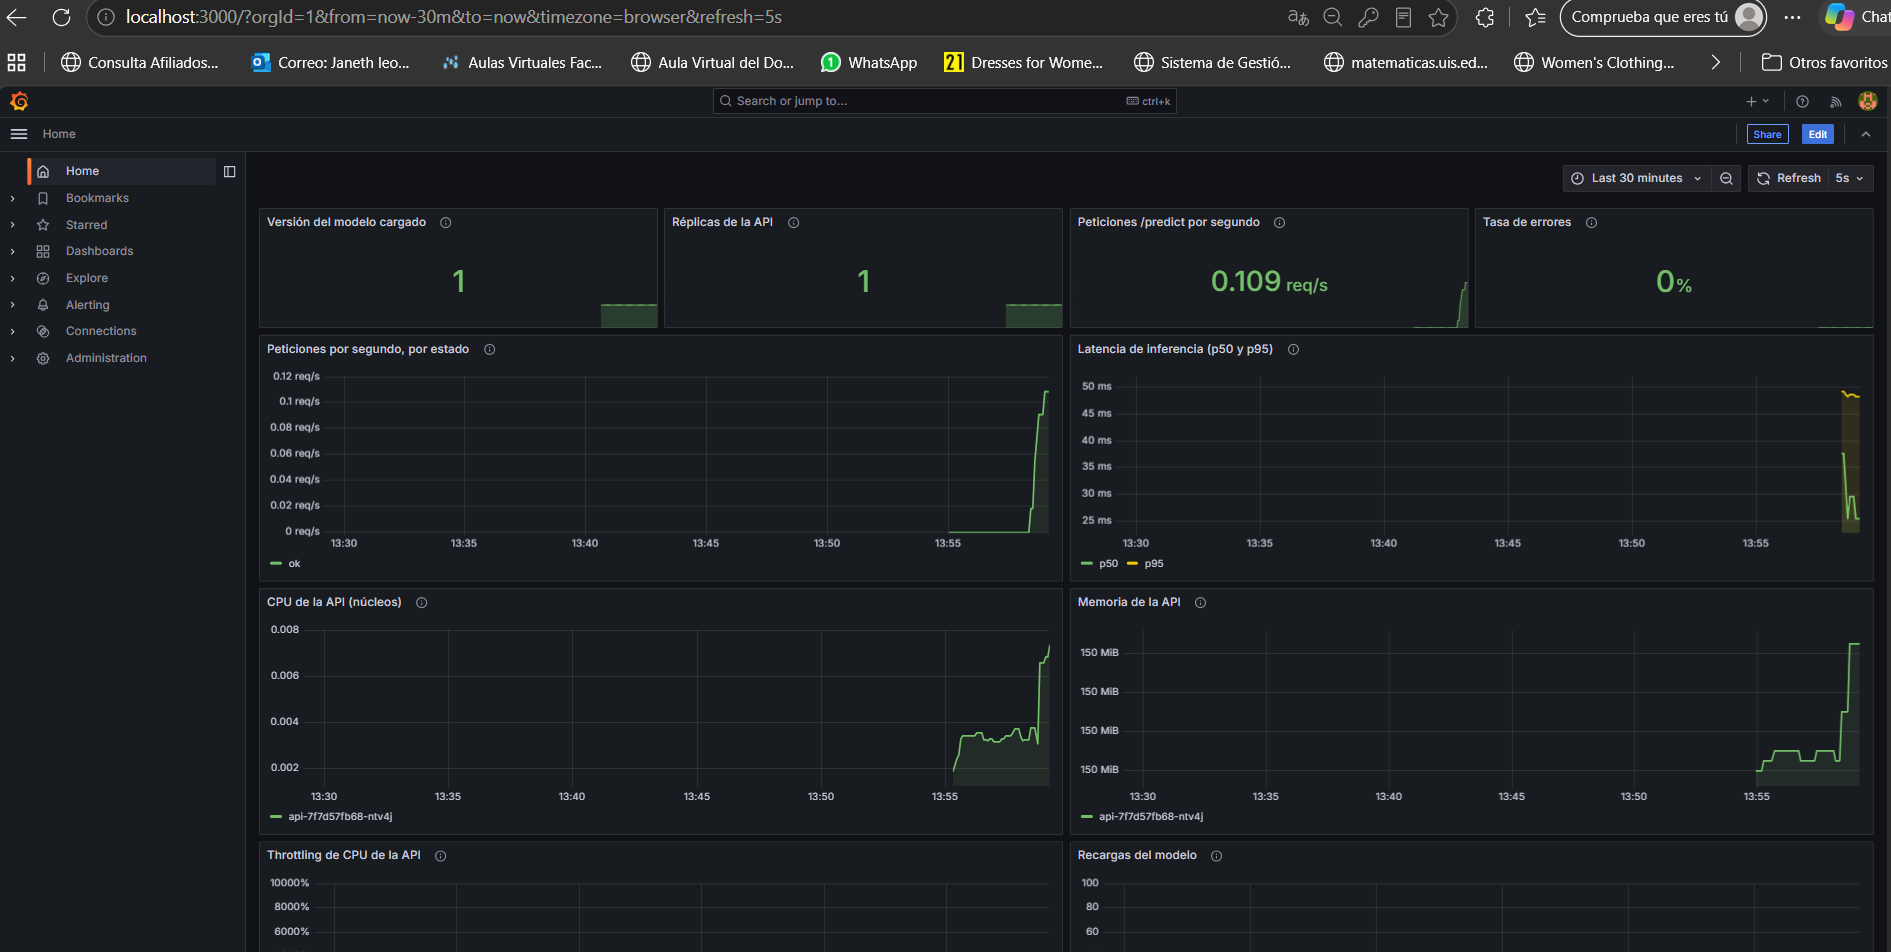 localhost:3000/?orgId=1&from=now-30m&to=now&timezone=browser&refresh=5s
Comprueba que eres tú
Chat
Consulta Afiliados...
Correo: Janeth leo...
Aulas Virtuales Fac...
Aula Virtual del Do...
WhatsApp
Dresses for Wome...
Sistema de Gestió...
matematicas.uis.ed...
Women's Clothing...
Otros favoritos
Search or jump to...
ctrl+k
Home
Share
Edit
Home
Bookmarks
Starred
Dashboards
Explore
Alerting
Connections
Administration
Last 30 minutes
Refresh
5s
Versión del modelo cargado
1
Réplicas de la API
1
Peticiones /predict por segundo
0.109 req/s
Tasa de errores
0%
Peticiones por segundo, por estado
0.12 req/s
0.1 req/s
0.08 req/s
0.06 req/s
0.04 req/s
0.02 req/s
0 req/s
13:30 13:35 13:40 13:45 13:50 13:55
ok
Latencia de inferencia (p50 y p95)
50 ms
45 ms
40 ms
35 ms
30 ms
25 ms
13:30 13:35 13:40 13:45 13:50 13:55
p50 p95
CPU de la API (núcleos)
0.008
0.006
0.004
0.002
13:30 13:35 13:40 13:45 13:50 13:55
api-7f7d57fb68-ntv4j
Memoria de la API
150 MiB
150 MiB
150 MiB
150 MiB
13:30 13:35 13:40 13:45 13:50 13:55
api-7f7d57fb68-ntv4j
Throttling de CPU de la API
10000%
8000%
6000%
Recargas del modelo
100
80
60